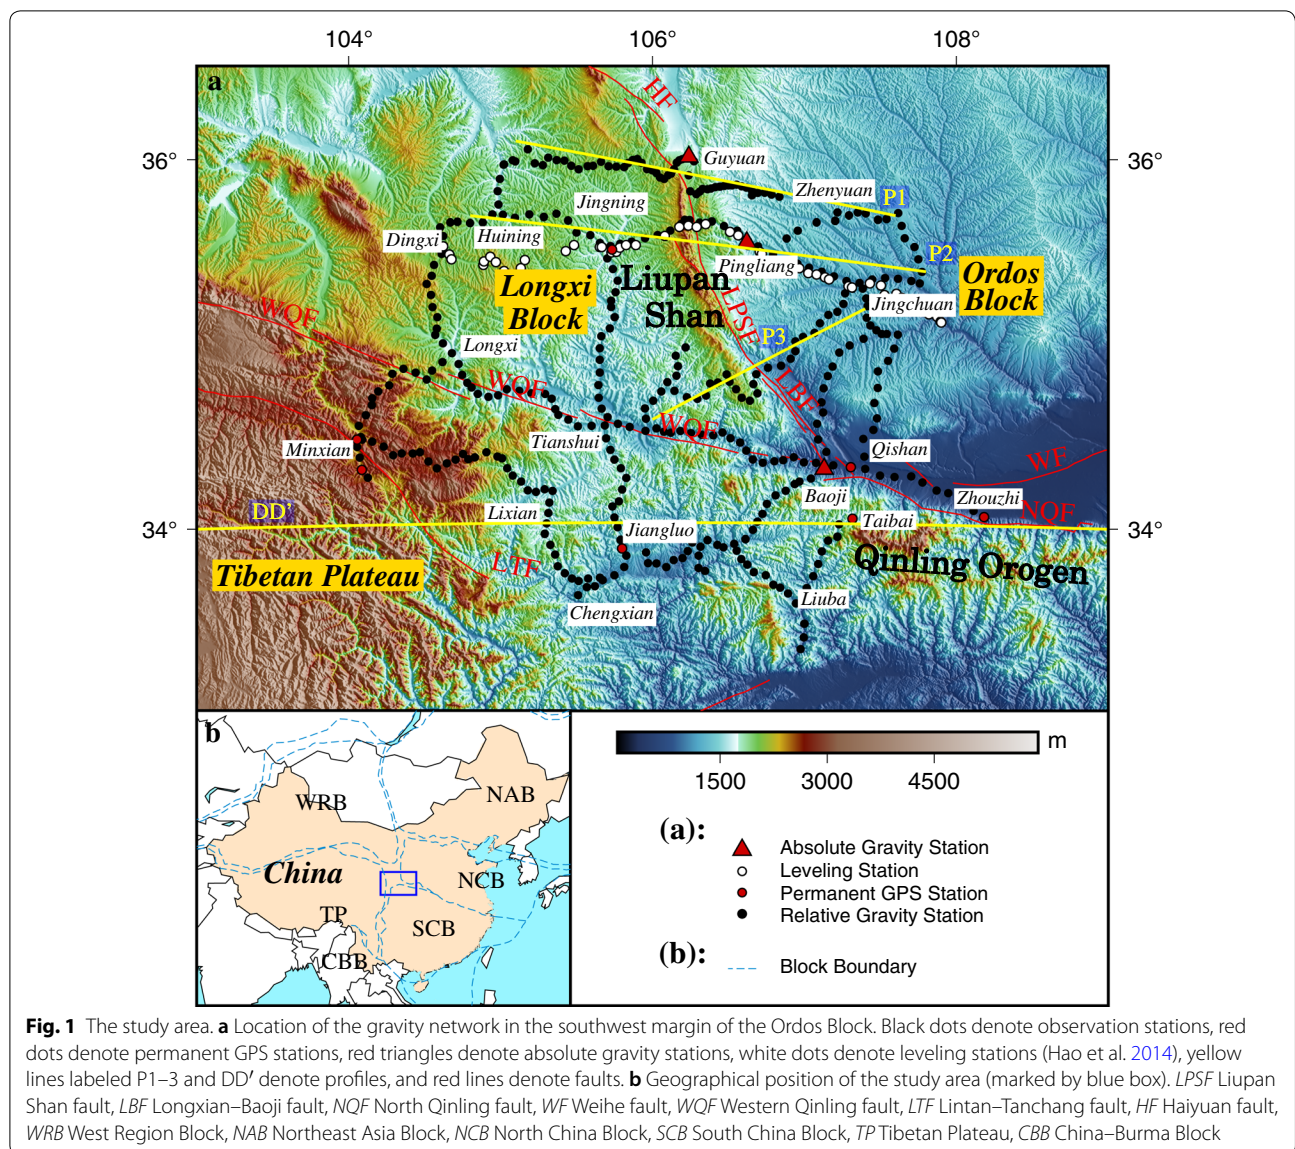 104°
106°
108°
a
HF
36°
36°
Guyuan
Zhenyuan
P1
Jingning
Dingxi
Huining
P2
Pingliang
Longxi
Block
Liupan
Shan
Ordos
Block
Jingchuan
WQF
LPSF
P3
Longxi
WQF
LBF
WQF
Tianshui
Minxian
Qishan
WF
Baoji
Zhouzhi
DD’
Lixian
Taibai
NQF
34°
34°
Jiangluo
Tibetan Plateau
LTF
Qinling Orogen
Chengxian
Liuba
b
WRB
NAB
China
NCB
TP
SCB
CBB
m
1500
3000
4500
(a):
Absolute Gravity Station
Leveling Station
Permanent GPS Station
Relative Gravity Station
(b):
Block Boundary
Fig. 1 The study area. a Location of the gravity network in the southwest margin of the Ordos Block. Black dots denote observation stations, red
dots denote permanent GPS stations, red triangles denote absolute gravity stations, white dots denote leveling stations (Hao et al. 2014), yellow
lines labeled P1–3 and DD′ denote profiles, and red lines denote faults. b Geographical position of the study area (marked by blue box). LPSF Liupan
Shan fault, LBF Longxian–Baoji fault, NQF North Qinling fault, WF Weihe fault, WQF Western Qinling fault, LTF Lintan–Tanchang fault, HF Haiyuan fault,
WRB West Region Block, NAB Northeast Asia Block, NCB North China Block, SCB South China Block, TP Tibetan Plateau, CBB China–Burma Block